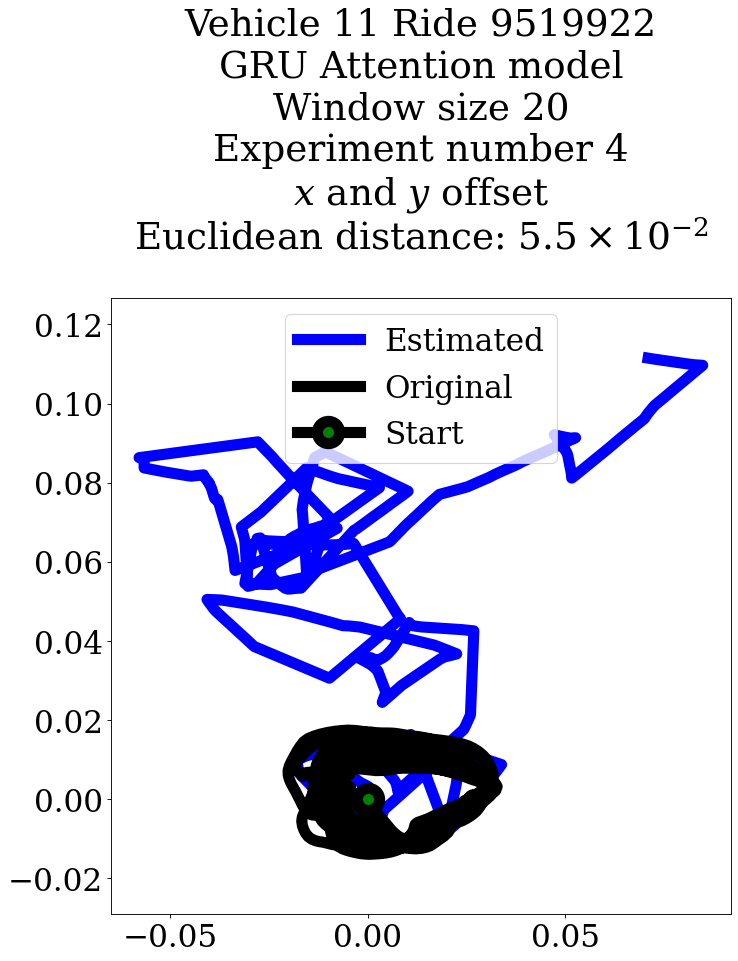 Vehicle 11 Ride 9519922
GRU Attention model
Window size 20
Experiment number 4
x and y offset
Euclidean distance: 5.5 × 10⁻²
Estimated
Original
Start
0.12
0.10
0.08
0.06
0.04
0.02
0.00
−0.02
−0.05 0.00 0.05